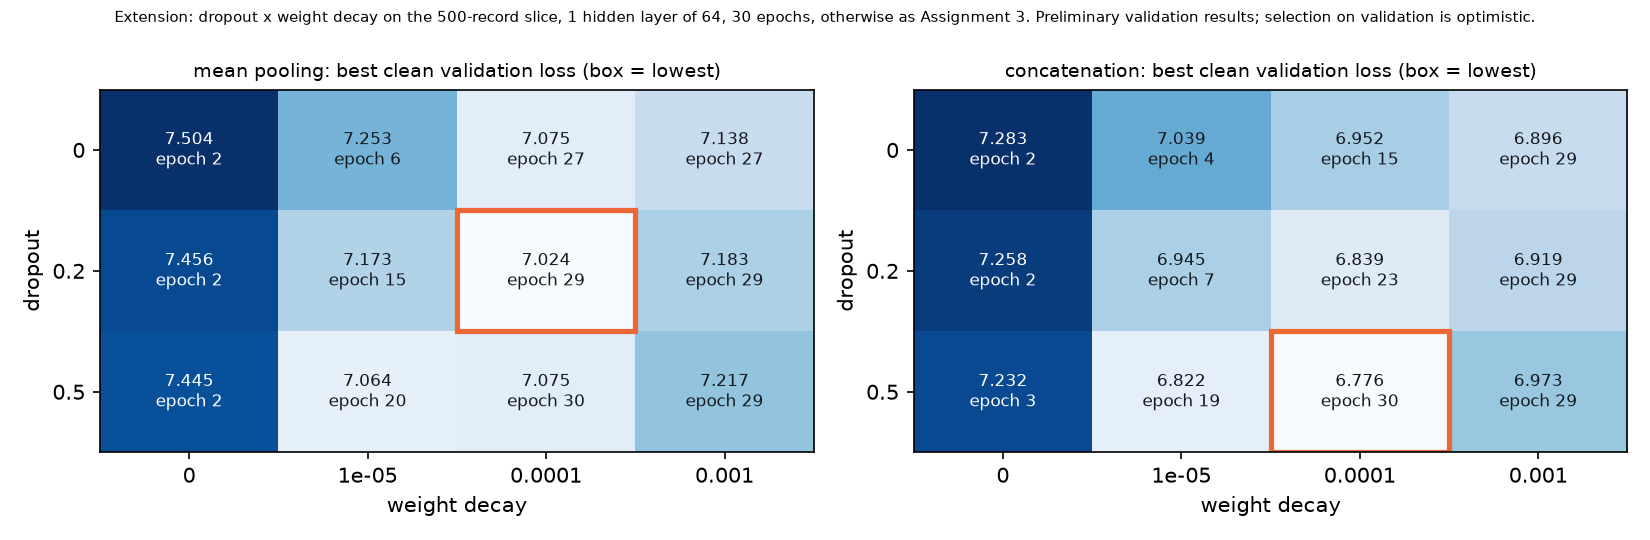 Extension: dropout x weight decay on the 500-record slice, 1 hidden layer of 64, 30 epochs, otherwise as Assignment 3. Preliminary validation results; selection on validation is optimistic.
mean pooling: best clean validation loss (box = lowest)
dropout
0
7.504
epoch 2
7.253
epoch 6
7.075
epoch 27
7.138
epoch 27
0.2
7.456
epoch 2
7.173
epoch 15
7.024
epoch 29
7.183
epoch 29
0.5
7.445
epoch 2
7.064
epoch 20
7.075
epoch 30
7.217
epoch 29
0
1e-05
0.0001
0.001
weight decay
concatenation: best clean validation loss (box = lowest)
dropout
0
7.283
epoch 2
7.039
epoch 4
6.952
epoch 15
6.896
epoch 29
0.2
7.258
epoch 2
6.945
epoch 7
6.839
epoch 23
6.919
epoch 29
0.5
7.232
epoch 3
6.822
epoch 19
6.776
epoch 30
6.973
epoch 29
0
1e-05
0.0001
0.001
weight decay